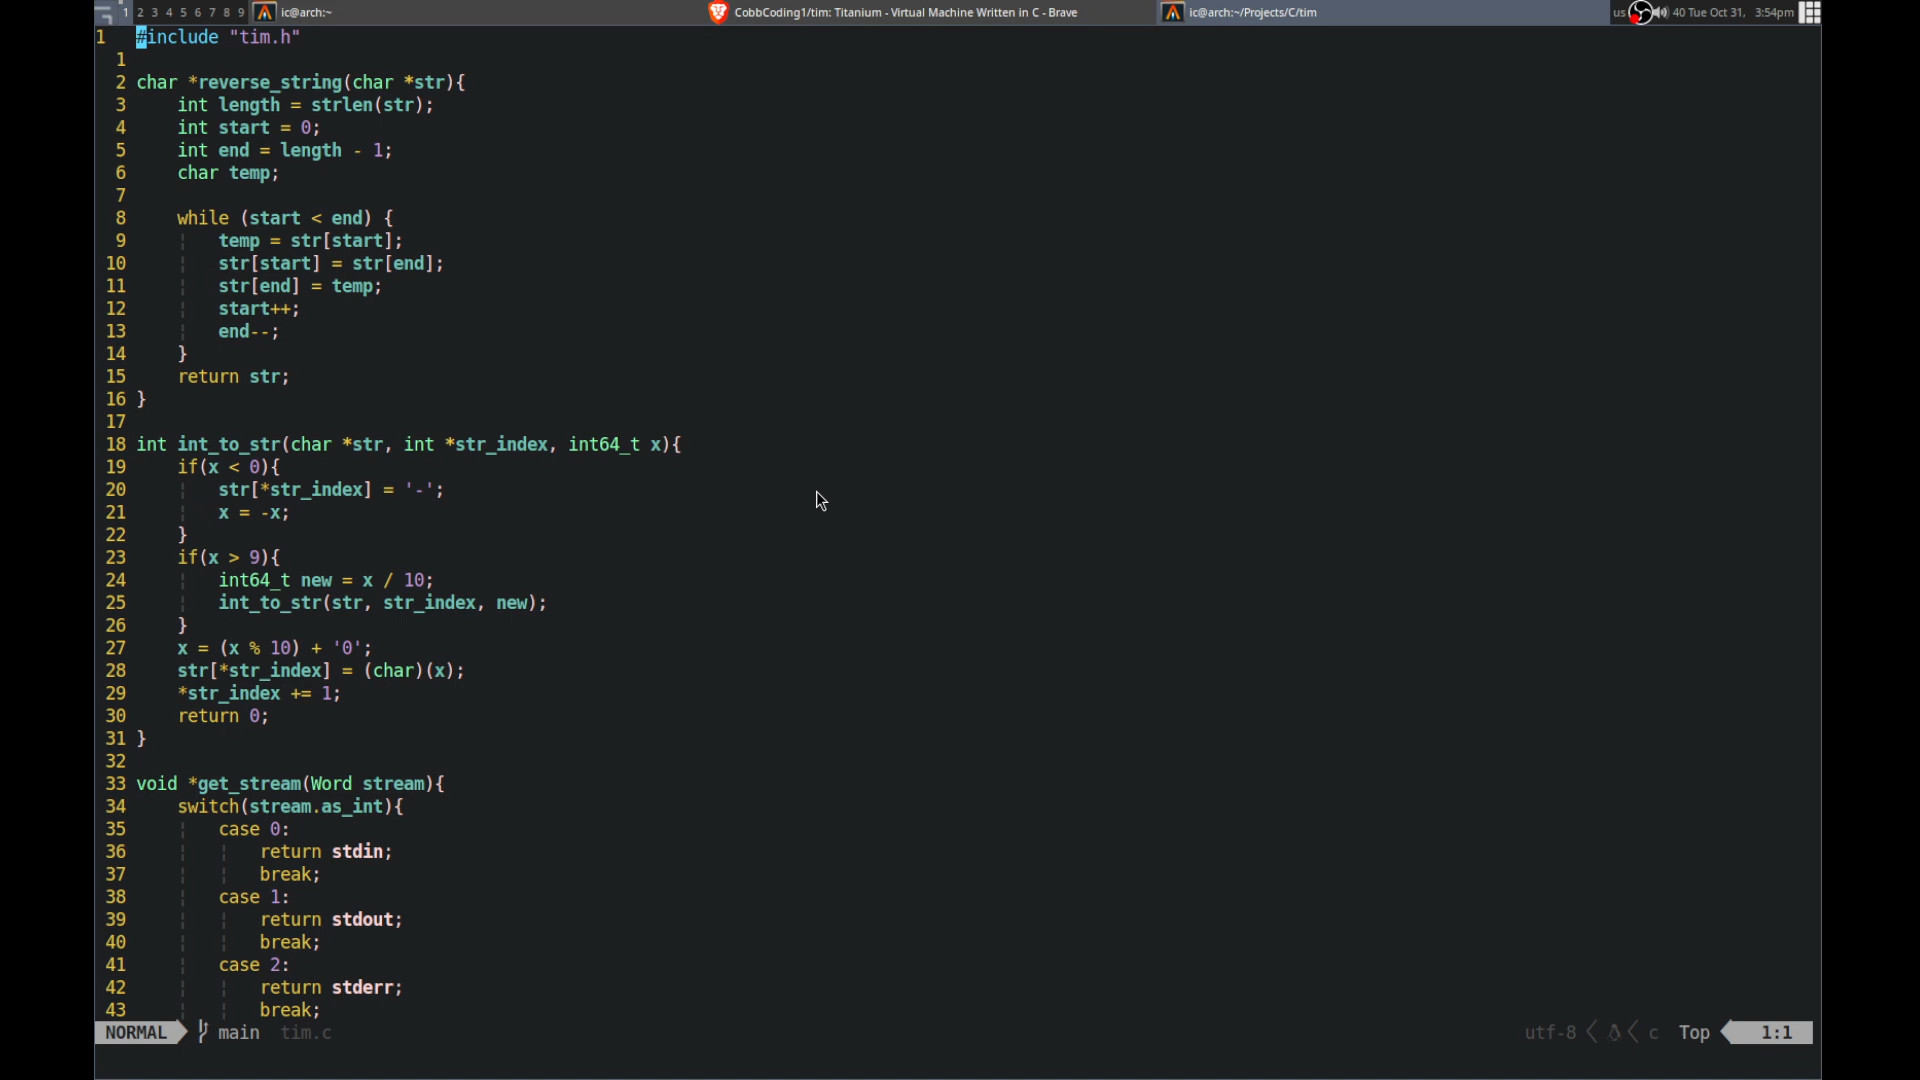 1 2 3 4 5 6 7 8 9 ic@arch:~ CobbCoding1/tim: Titanium - Virtual Machine Written in C - Brave ic@arch:~/Projects/C/tim us 40 Tue Oct 31, 3:54pm
1 #include "tim.h"
1
2 char *reverse_string(char *str){
3 int length = strlen(str);
4 int start = 0;
5 int end = length - 1;
6 char temp;
7
8 while (start < end) {
9 ¦ temp = str[start];
10 ¦ str[start] = str[end];
11 ¦ str[end] = temp;
12 ¦ start++;
13 ¦ end--;
14 }
15 return str;
16 }
17
18 int int_to_str(char *str, int *str_index, int64_t x){
19 if(x < 0){
20 ¦ str[*str_index] = '-';
21 ¦ x = -x;
22 }
23 if(x > 9){
24 ¦ int64_t new = x / 10;
25 ¦ int_to_str(str, str_index, new);
26 }
27 x = (x % 10) + '0';
28 str[*str_index] = (char)(x);
29 *str_index += 1;
30 return 0;
31 }
32
33 void *get_stream(Word stream){
34 switch(stream.as_int){
35 ¦ case 0:
36 ¦ ¦ return stdin;
37 ¦ ¦ break;
38 ¦ case 1:
39 ¦ ¦ return stdout;
40 ¦ ¦ break;
41 ¦ case 2:
42 ¦ ¦ return stderr;
43 ¦ ¦ break;
NORMAL main tim.c utf-8 c Top 1:1